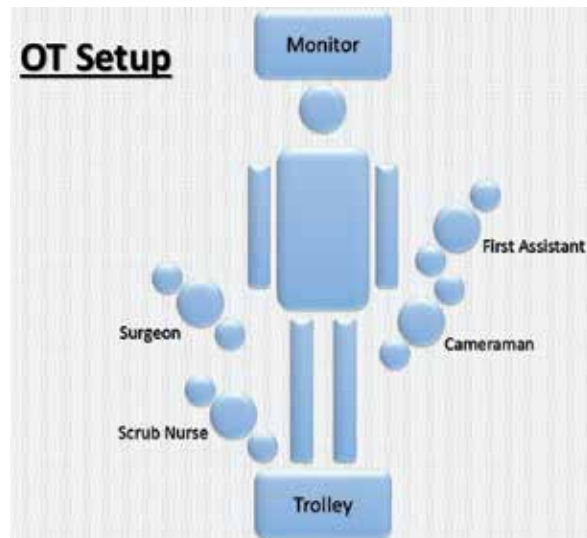 OT Setup
Monitor
First Assistant
Surgeon
Cameraman
Scrub Nurse
Trolley